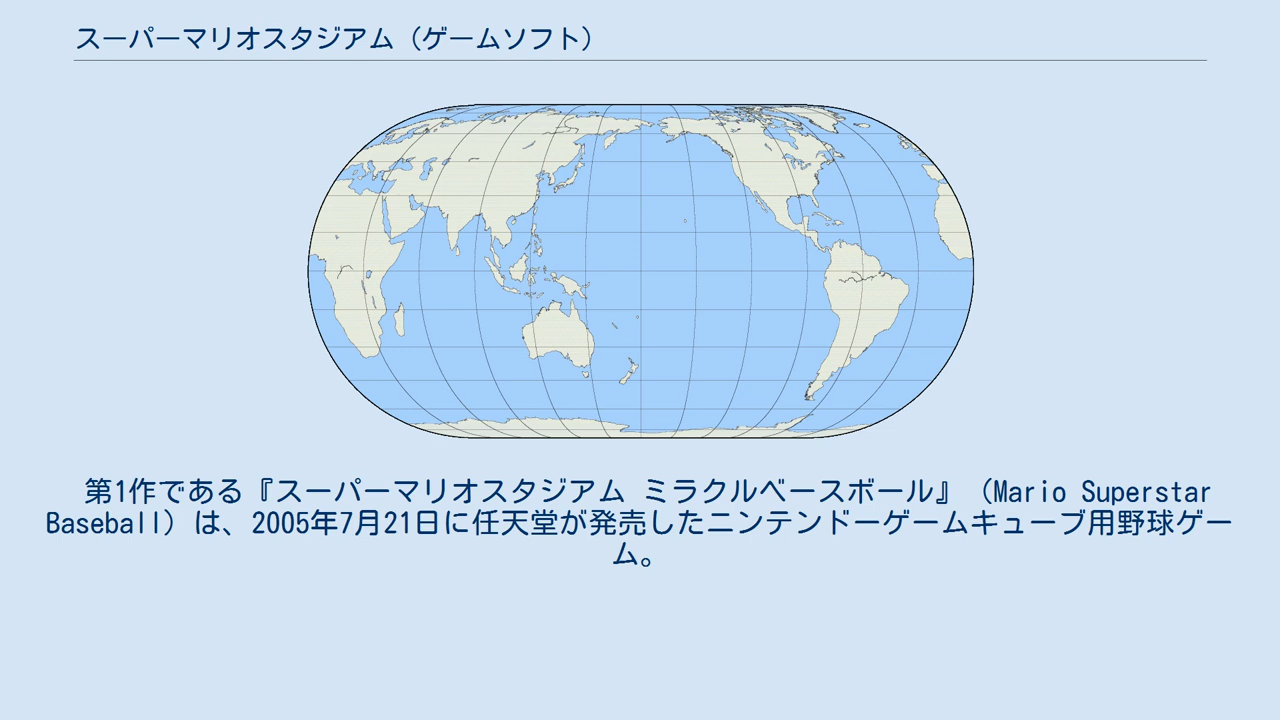 スーパーマリオスタジアム（ゲームソフト）
第1作である『スーパーマリオスタジアム ミラクルベースボール』（Mario Superstar
Baseball）は、2005年7月21日に任天堂が発売したニンテンドーゲームキューブ用野球ゲー
ム。